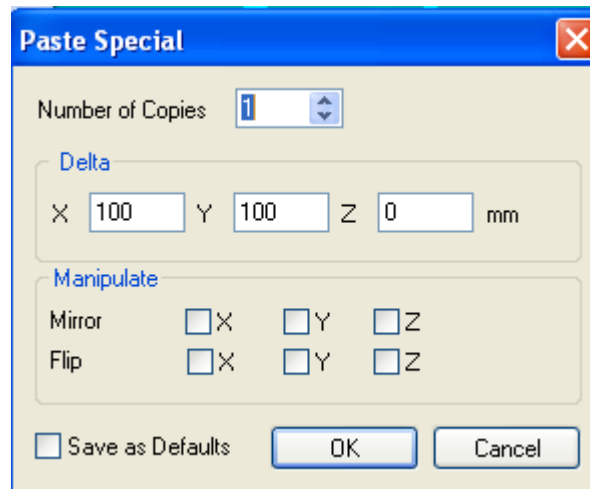 Paste Special
Number of Copies 1
Delta
X 100 Y 100 Z 0 mm
Manipulate
Mirror X Y Z
Flip X Y Z
Save as Defaults OK Cancel